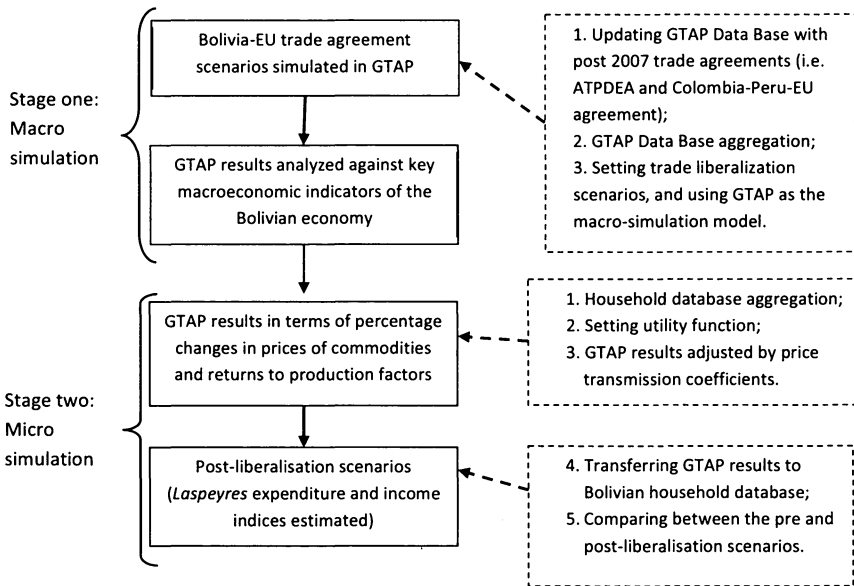 Stage one:
Macro
simulation
Bolivia-EU trade agreement
scenarios simulated in GTAP
1. Updating GTAP Data Base with
post 2007 trade agreements (i.e.
ATPDEA and Colombia-Peru-EU
agreement);
2. GTAP Data Base aggregation;
3. Setting trade liberalization
scenarios, and using GTAP as the
macro-simulation model.
GTAP results analyzed against key
macroeconomic indicators of the
Bolivian economy
Stage two:
Micro
simulation
GTAP results in terms of percentage
changes in prices of commodities
and returns to production factors
1. Household database aggregation;
2. Setting utility function;
3. GTAP results adjusted by price
transmission coefficients.
Post-liberalisation scenarios
(Laspeyres expenditure and income
indices estimated)
4. Transferring GTAP results to
Bolivian household database;
5. Comparing between the pre and
post-liberalisation scenarios.